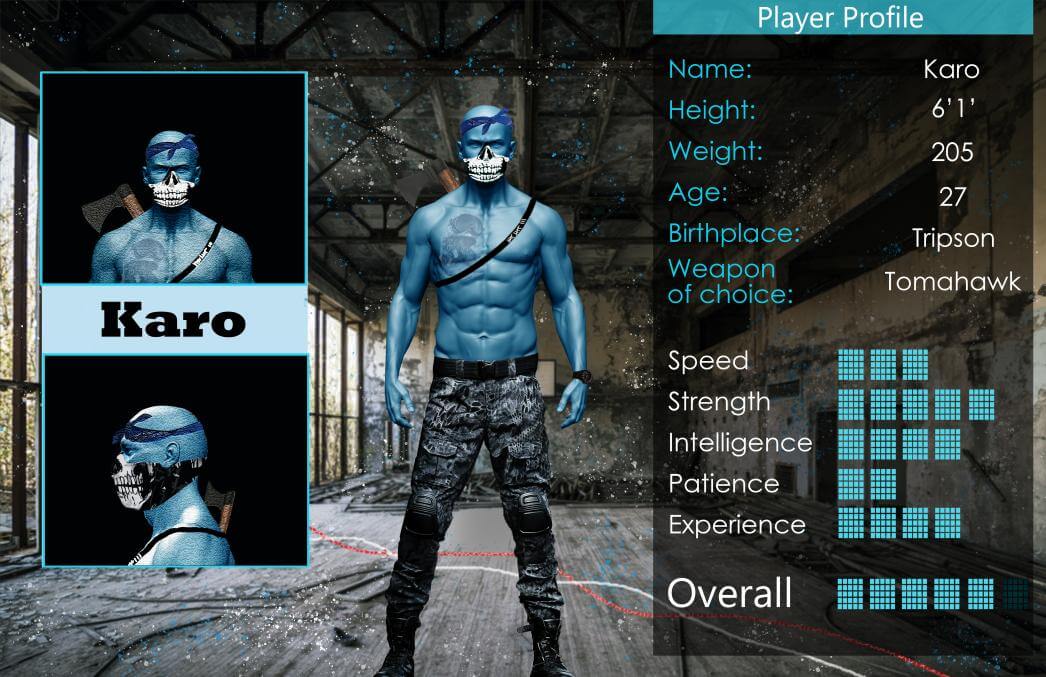 Player Profile
Karo
Name: Karo
Height: 6’1’
Weight: 205
Age: 27
Birthplace: Tripson
Weapon
of choice: Tomahawk
Speed
Strength
Intelligence
Patience
Experience
Overall